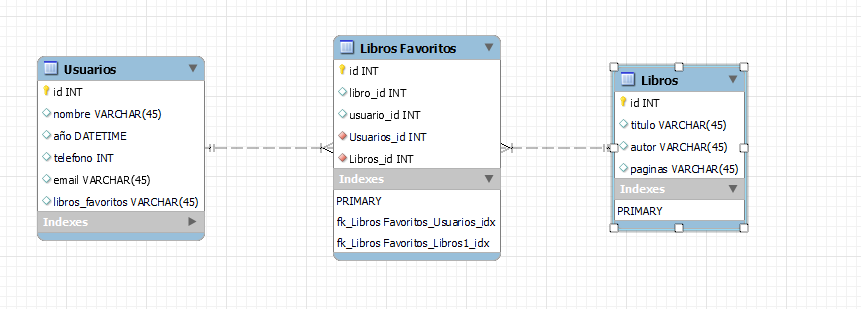 Usuarios
id INT
nombre VARCHAR(45)
año DATETIME
telefono INT
email VARCHAR(45)
libros_favoritos VARCHAR(45)
Indexes
Libros Favoritos
id INT
libro_id INT
usuario_id INT
Usuarios_id INT
Libros_id INT
Indexes
PRIMARY
fk_Libros Favoritos_Usuarios_idx
fk_Libros Favoritos_Libros1_idx
Libros
id INT
titulo VARCHAR(45)
autor VARCHAR(45)
paginas VARCHAR(45)
Indexes
PRIMARY